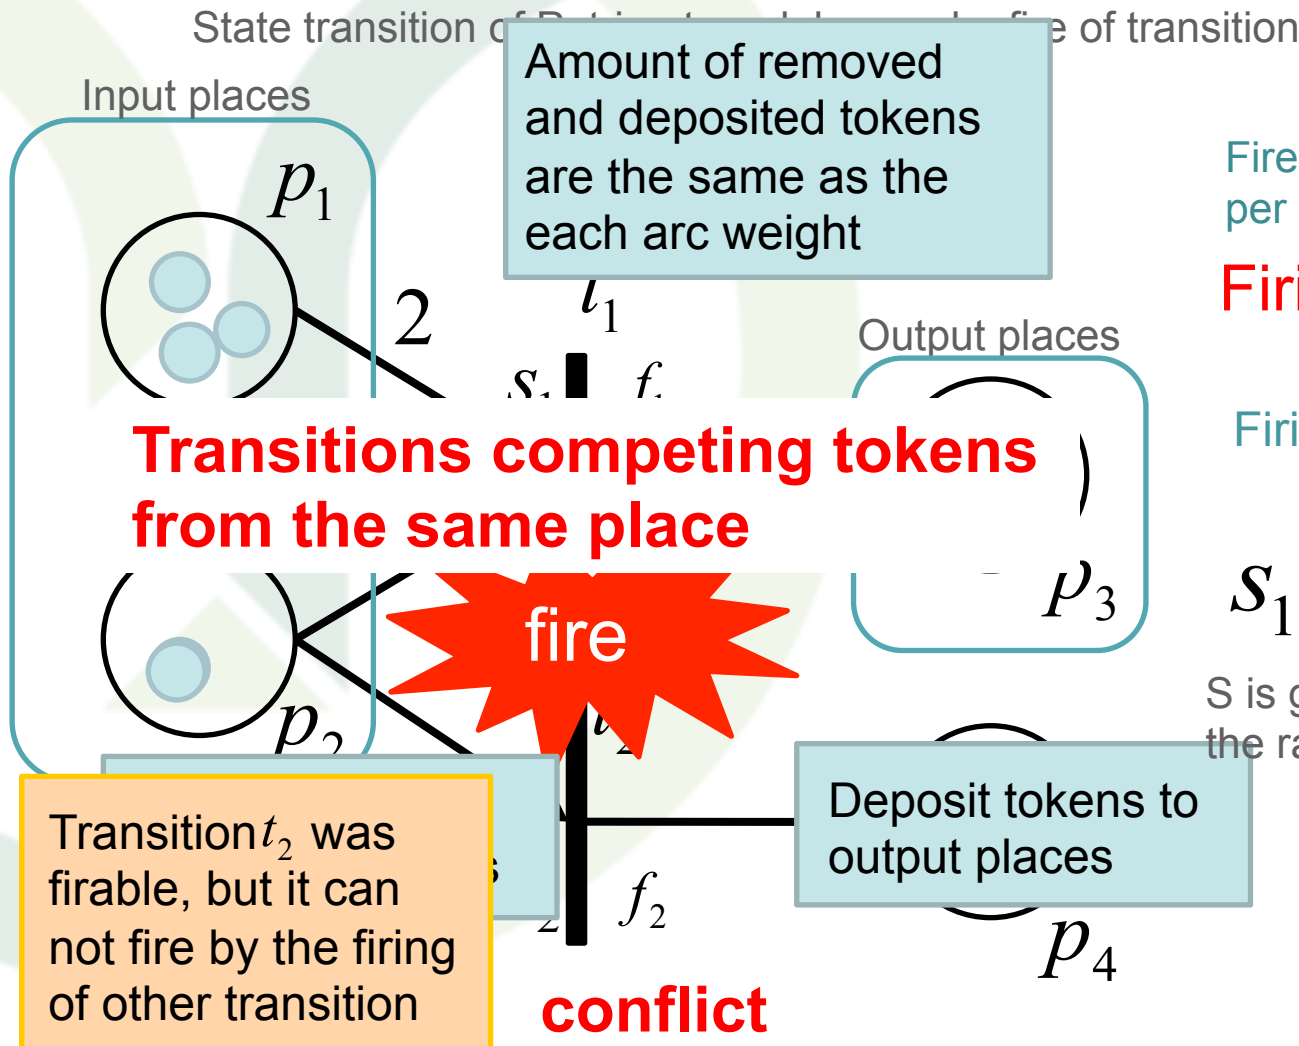 State transition of
of transition
Input places
Amount of removed
and deposited tokens
are the same as the
each arc weight
p₁
2
t₁
Fire
per
Output places
s₁ f₁
Transitions competing tokens
from the same place
fire
p₃
s₁
p₂
t₂
S is
the
Transition t₂ was
firable, but it can
not fire by the firing
of other transition
Deposit tokens to
output places
2
f₂
p₄
conflict